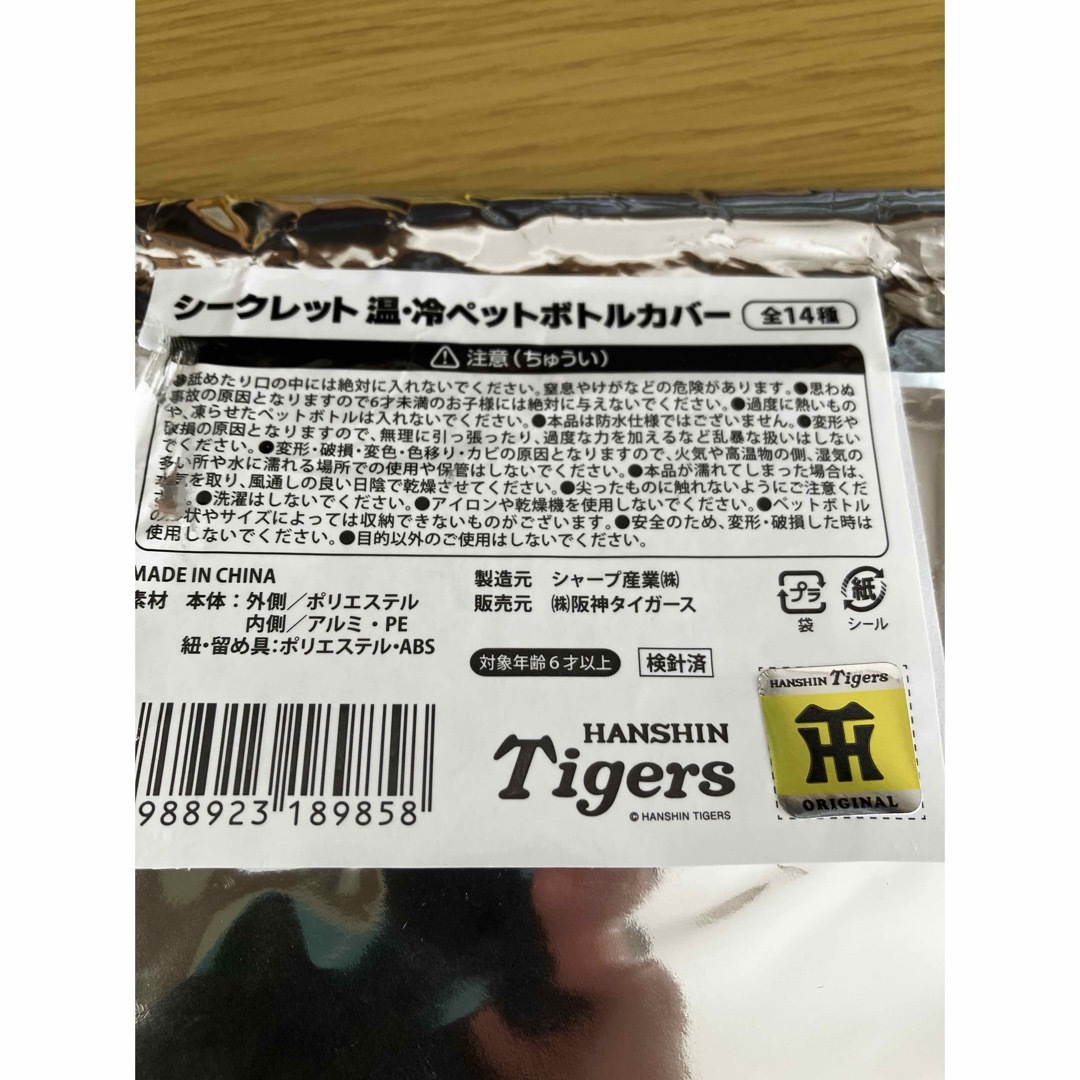 シークレット 温・冷ペットボトルカバー 全14種
注意(ちゅうい)
●舐めたり口の中には絶対に入れないでください。窒息やけがなどの危険があります。●思わぬ
事故の原因となりますので6才未満のお子様には絶対に与えないでください。●過度に熱いもの
や、凍らせたペットボトルは入れないでください。●本品は防水仕様ではございません。●変形や
破損の原因となりますので、無理に引っ張ったり、過度な力を加えるなど乱暴な扱いはしない
でください。●変形・破損・変色・色移り・カビの原因となりますので、火気や高温物の側、湿気の
多い所や水に濡れる場所での使用や保管はしないでください。●本品が濡れてしまった場合は、
水気を取り、風通しの良い日陰で乾燥させてください。●尖ったものに触れないようにご注意くだ
さい。●洗濯はしないでください。●アイロンや乾燥機を使用しないでください。●ペットボトル
の形状やサイズによっては収納できないものがございます。●安全のため、変形・破損した時は
使用しないでください。●目的以外のご使用はしないでください。
MADE IN CHINA
素材 本体:外側/ポリエステル
内側/アルミ・PE
紐・留め具:ポリエステル・ABS
製造元 シャープ産業㈱
販売元 ㈱阪神タイガース
対象年齢6才以上 検針済
プラ
袋
紙
シール
988923 189858
HANSHIN
Tigers
© HANSHIN TIGERS
HANSHIN Tigers
TH
ORIGINAL